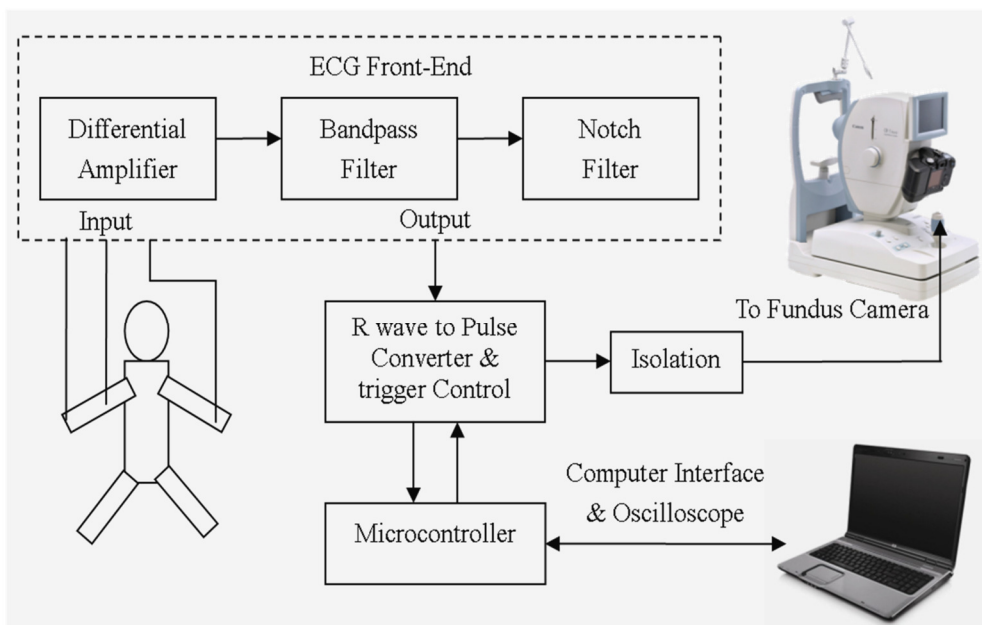 ECG Front-End
Differential
Amplifier
Bandpass
Filter
Notch
Filter
Input
Output
R wave to Pulse
Converter &
trigger Control
Isolation
To Fundus Camera
Microcontroller
Computer Interface
& Oscilloscope